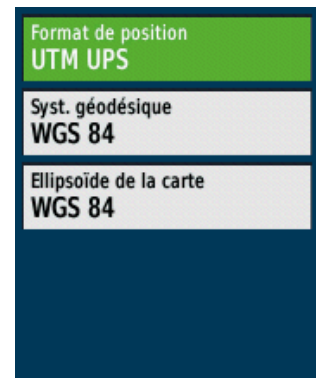 Format de position
UTM UPS
Syst. géodésique
WGS 84
Ellipsoïde de la carte
WGS 84